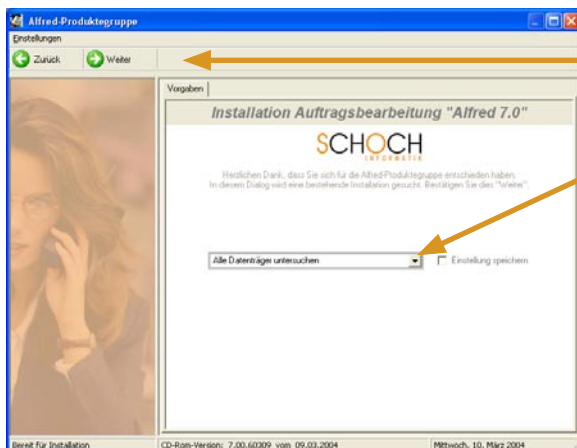 Alfred-Produktegruppe
Einstellungen
Zurück Weiter
Vorgaben
Installation Auftragsbearbeitung "Alfred 7.0"
SCHOCH
INFORMATIK
Herzlichen Dank, dass Sie sich für die Alfred-Produktegruppe entschieden haben.
In diesem Dialog wird eine bestehende Installation gesucht. Bestätigen Sie dies "Weiter".
Alle Datenträger untersuchen Einstellung speichern
Bereit für Installation CD-Rom-Version: 7.00.60309 vom 09.03.2004 Mittwoch, 10. März 2004